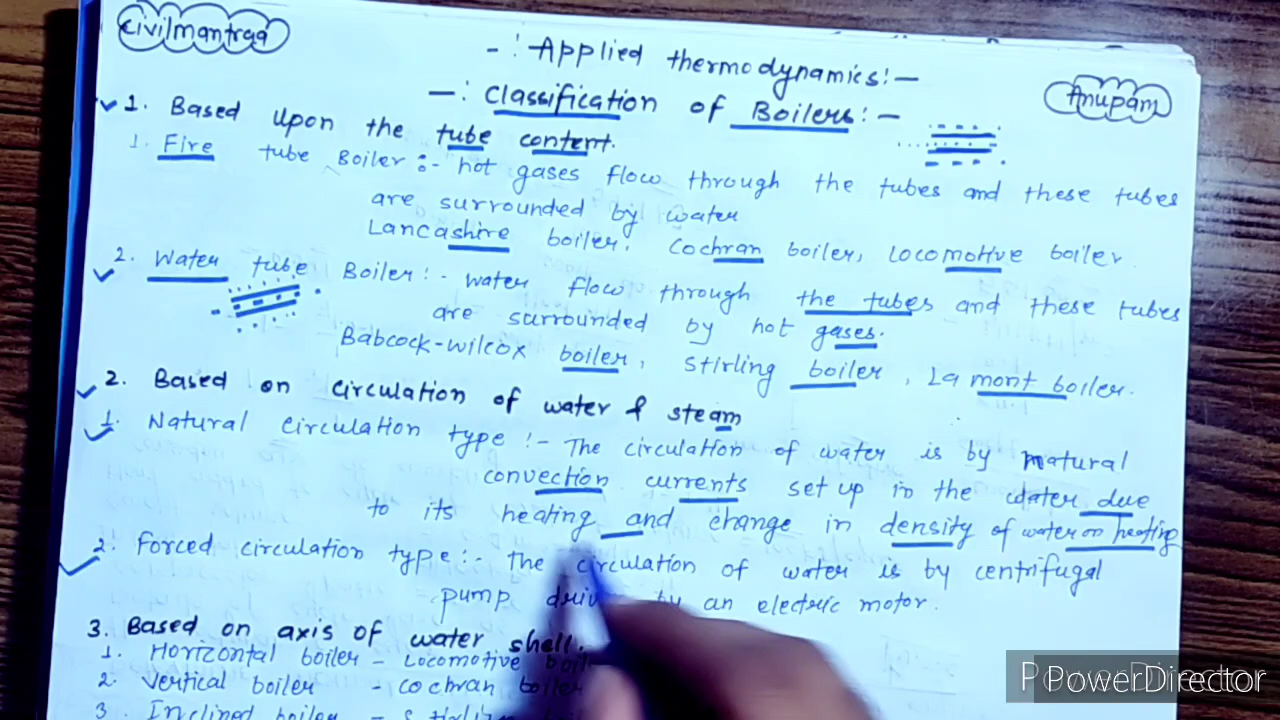 Civilmantraa
-: Applied thermodynamics:-
Anupam
-: Classification of Boilers:-
1. Based upon the tube content.
1. Fire tube Boiler:- hot gases flow through the tubes and these tubes
are surrounded by water
Lancashire boiler, Cochran boiler, Locomotive boiler
2. Water tube Boiler:- water flow through the tubes and these tubes
are surrounded by hot gases.
Babcock-wilcox boiler, Stirling boiler, La mont boiler.
2. Based on circulation of water & steam
1. Natural circulation type:- The circulation of water is by natural
convection currents set up in the water due
to its heating and change in density of water on heating
2. Forced circulation type:- The circulation of water is by centrifugal
pump by an electric motor.
3. Based on axis of water shell.
1. Horizontal boiler - Locomotive
2. Vertical boiler - Cochran boiler
3. Inclined boiler -
PowerDirector